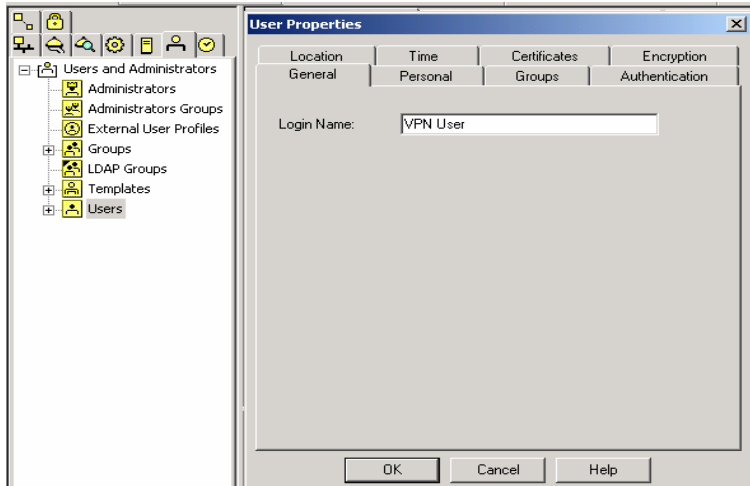 Users and Administrators
Administrators
Administrators Groups
External User Profiles
Groups
LDAP Groups
Templates
Users
User Properties
Location Time Certificates Encryption
General Personal Groups Authentication
Login Name: VPN User
OK Cancel Help